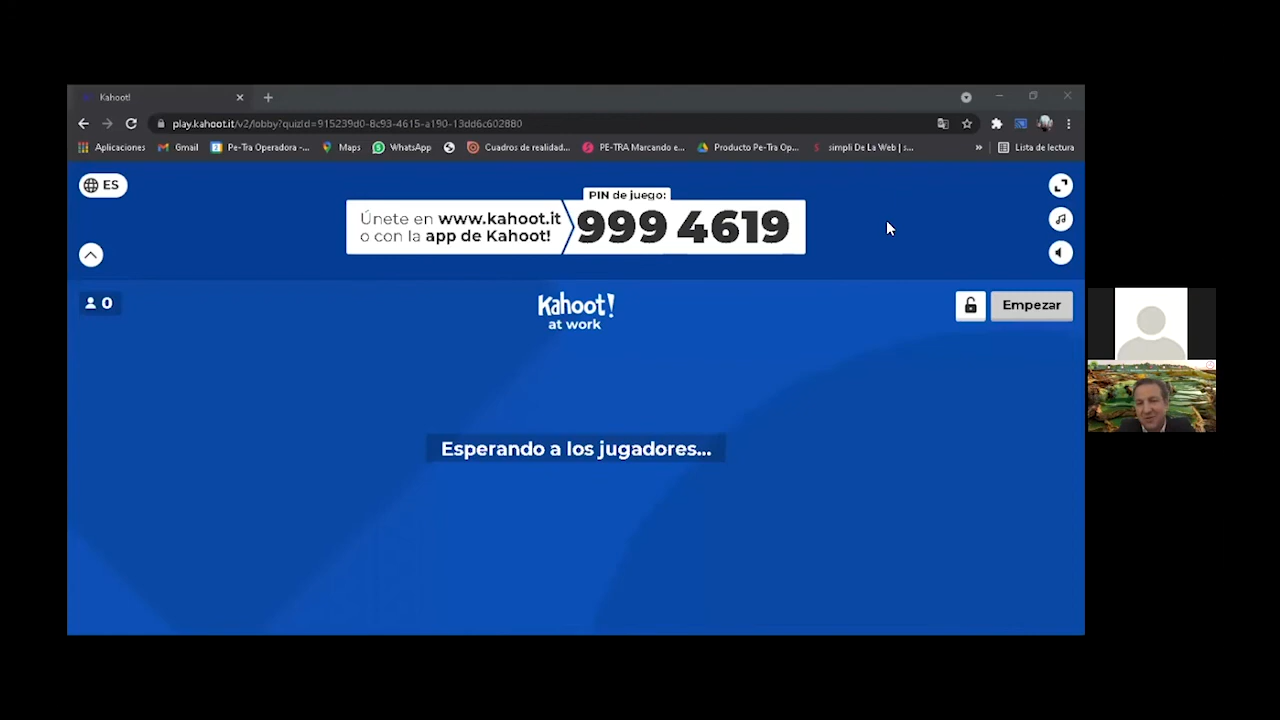 Kahoot!
play.kahoot.it/v2/lobby?quizId=915239d0-8c93-4615-a190-13dd6c602880
Aplicaciones Gmail Pe-Tra Operadora -... Maps WhatsApp Cuadros de realidad... PE-TRA Marcando e... Producto Pe-Tra Op... simpli De La Web | s... » Lista de lectura
ES
PIN de juego:
Únete en www.kahoot.it
o con la app de Kahoot!
999 4619
0
Kahoot!
at work
Empezar
Esperando a los jugadores...